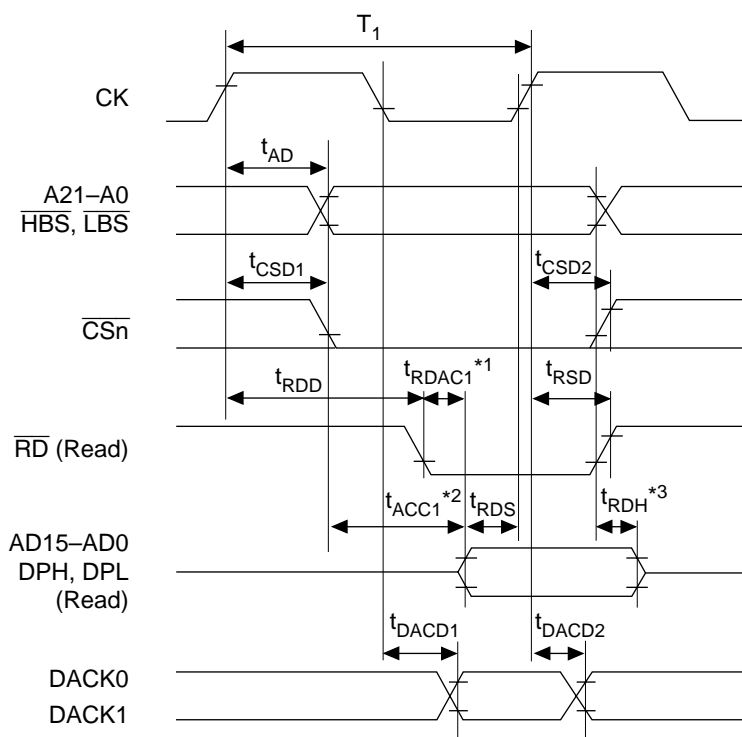 T1
CK
tAD
A21–A0
HBS, LBS
tCSD1
tCSD2
CSn
tRDD
tRDAC1*1
tRSD
RD (Read)
tACC1*2
tRDS
tRDH*3
AD15–AD0
DPH, DPL
(Read)
tDACD1
tDACD2
DACK0
DACK1